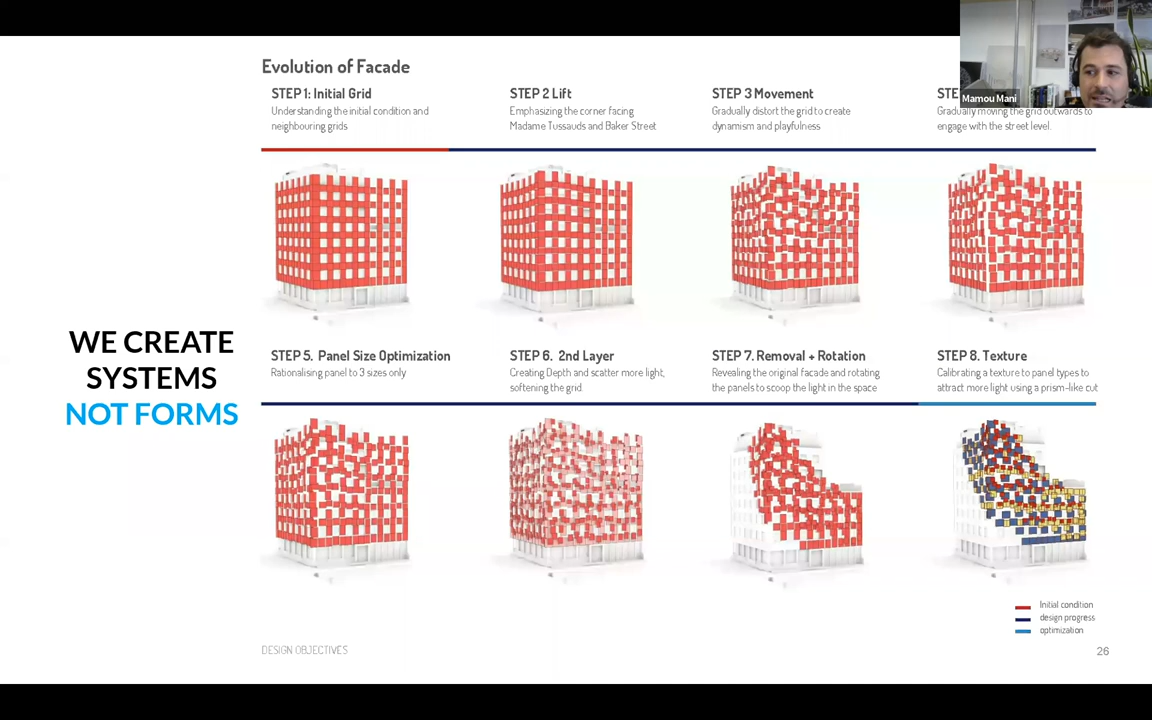 Evolution of Facade
STEP 1: Initial Grid
Understanding the initial condition and
neighbouring grids
STEP 2 Lift
Emphasizing the corner facing
Madame Tussauds and Baker Street
STEP 3 Movement
Gradually distort the grid to create
dynamism and playfulness
STE
Gradually moving the grid outwards to
engage with the street level.
Mamou Mani
WE CREATE
SYSTEMS
NOT FORMS
STEP 5. Panel Size Optimization
Rationalising panel to 3 sizes only
STEP 6. 2nd Layer
Creating Depth and scatter more light,
softening the grid
STEP 7. Removal + Rotation
Revealing the original facade and rotating
the panels to scoop the light in the space
STEP 8. Texture
Calibrating a texture to panel types to
attract more light using a prism-like cut
Initial condition
design progress
optimization
DESIGN OBJECTIVES
26